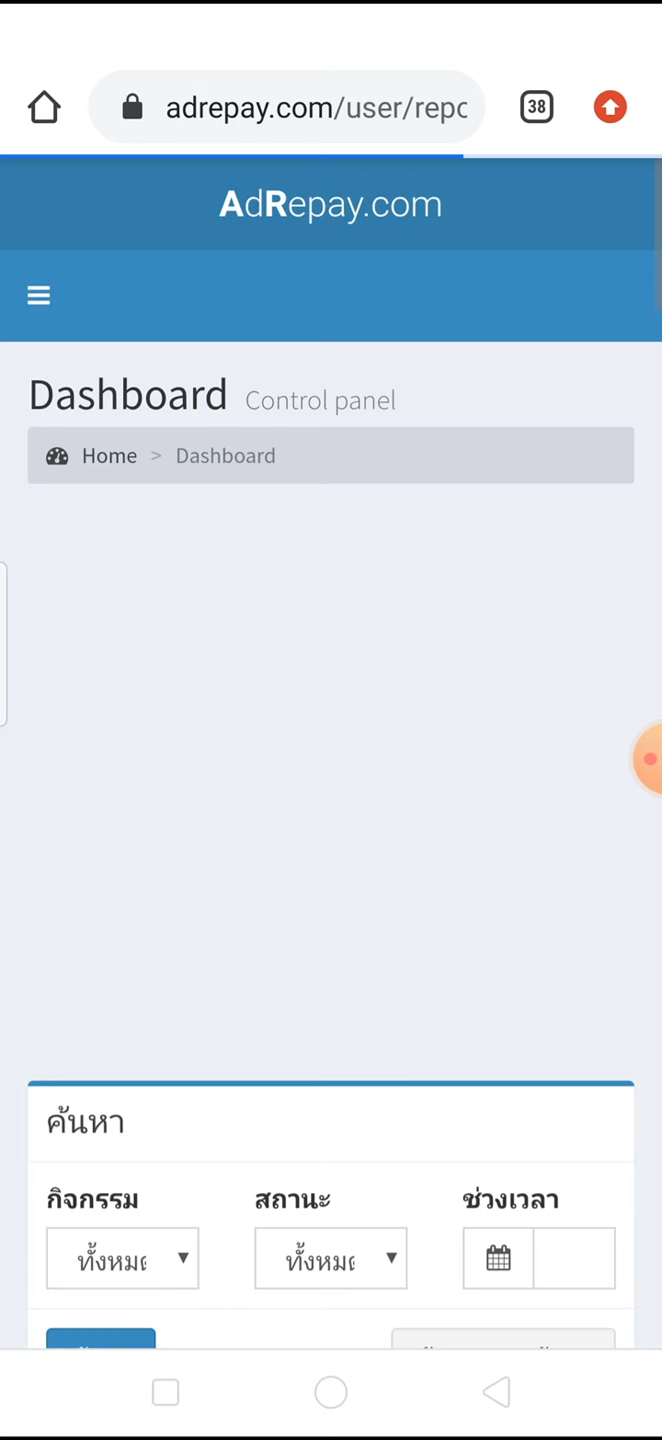 adrepay.com/user/repo
38
AdRepay.com
Dashboard Control panel
Home > Dashboard
ค้นหา
กิจกรรม สถานะ ช่วงเวลา
ทั้งหมด ทั้งหมด